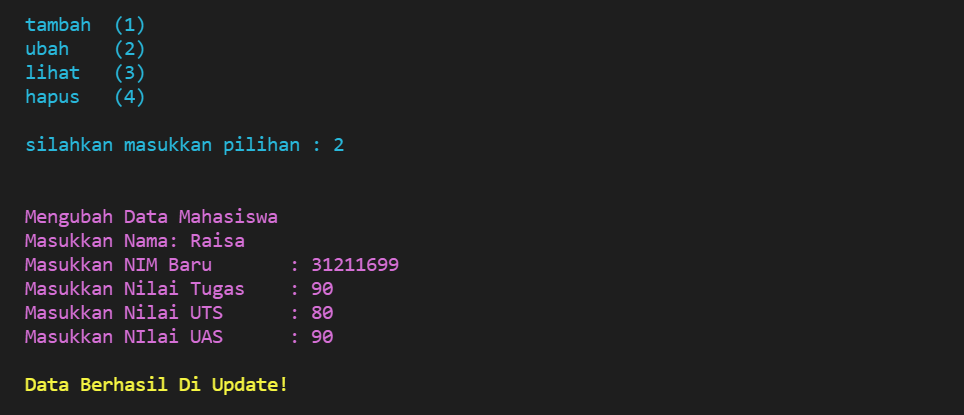 tambah  (1)
ubah    (2)
lihat   (3)
hapus   (4)
silahkan masukkan pilihan : 2
Mengubah Data Mahasiswa
Masukkan Nama: Raisa
Masukkan NIM Baru       : 31211699
Masukkan Nilai Tugas    : 90
Masukkan Nilai UTS      : 80
Masukkan NIlai UAS      : 90
Data Berhasil Di Update!